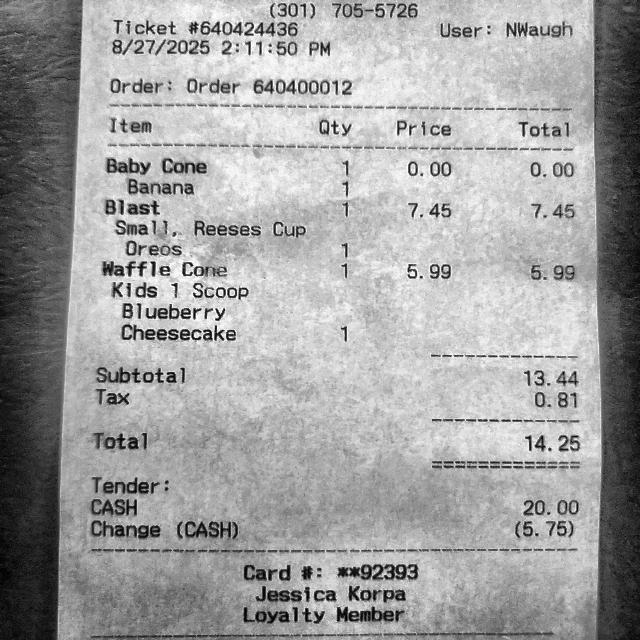 (301) 705-5726
Ticket #640424436 User: NWaugh
8/27/2025 2:11:50 PM
Order: Order 640400012
Item Qty Price Total
Baby Cone 1 0.00 0.00
Banana 1
Blast 1 7.45 7.45
Small, Reeses Cup
Oreos 1
Waffle Cone 1 5.99 5.99
Kids 1 Scoop
Blueberry
Cheesecake 1
Subtotal 13.44
Tax 0.81
Total 14.25
Tender:
CASH 20.00
Change (CASH) (5.75)
Card #: **92393
Jessica Korpa
Loyalty Member